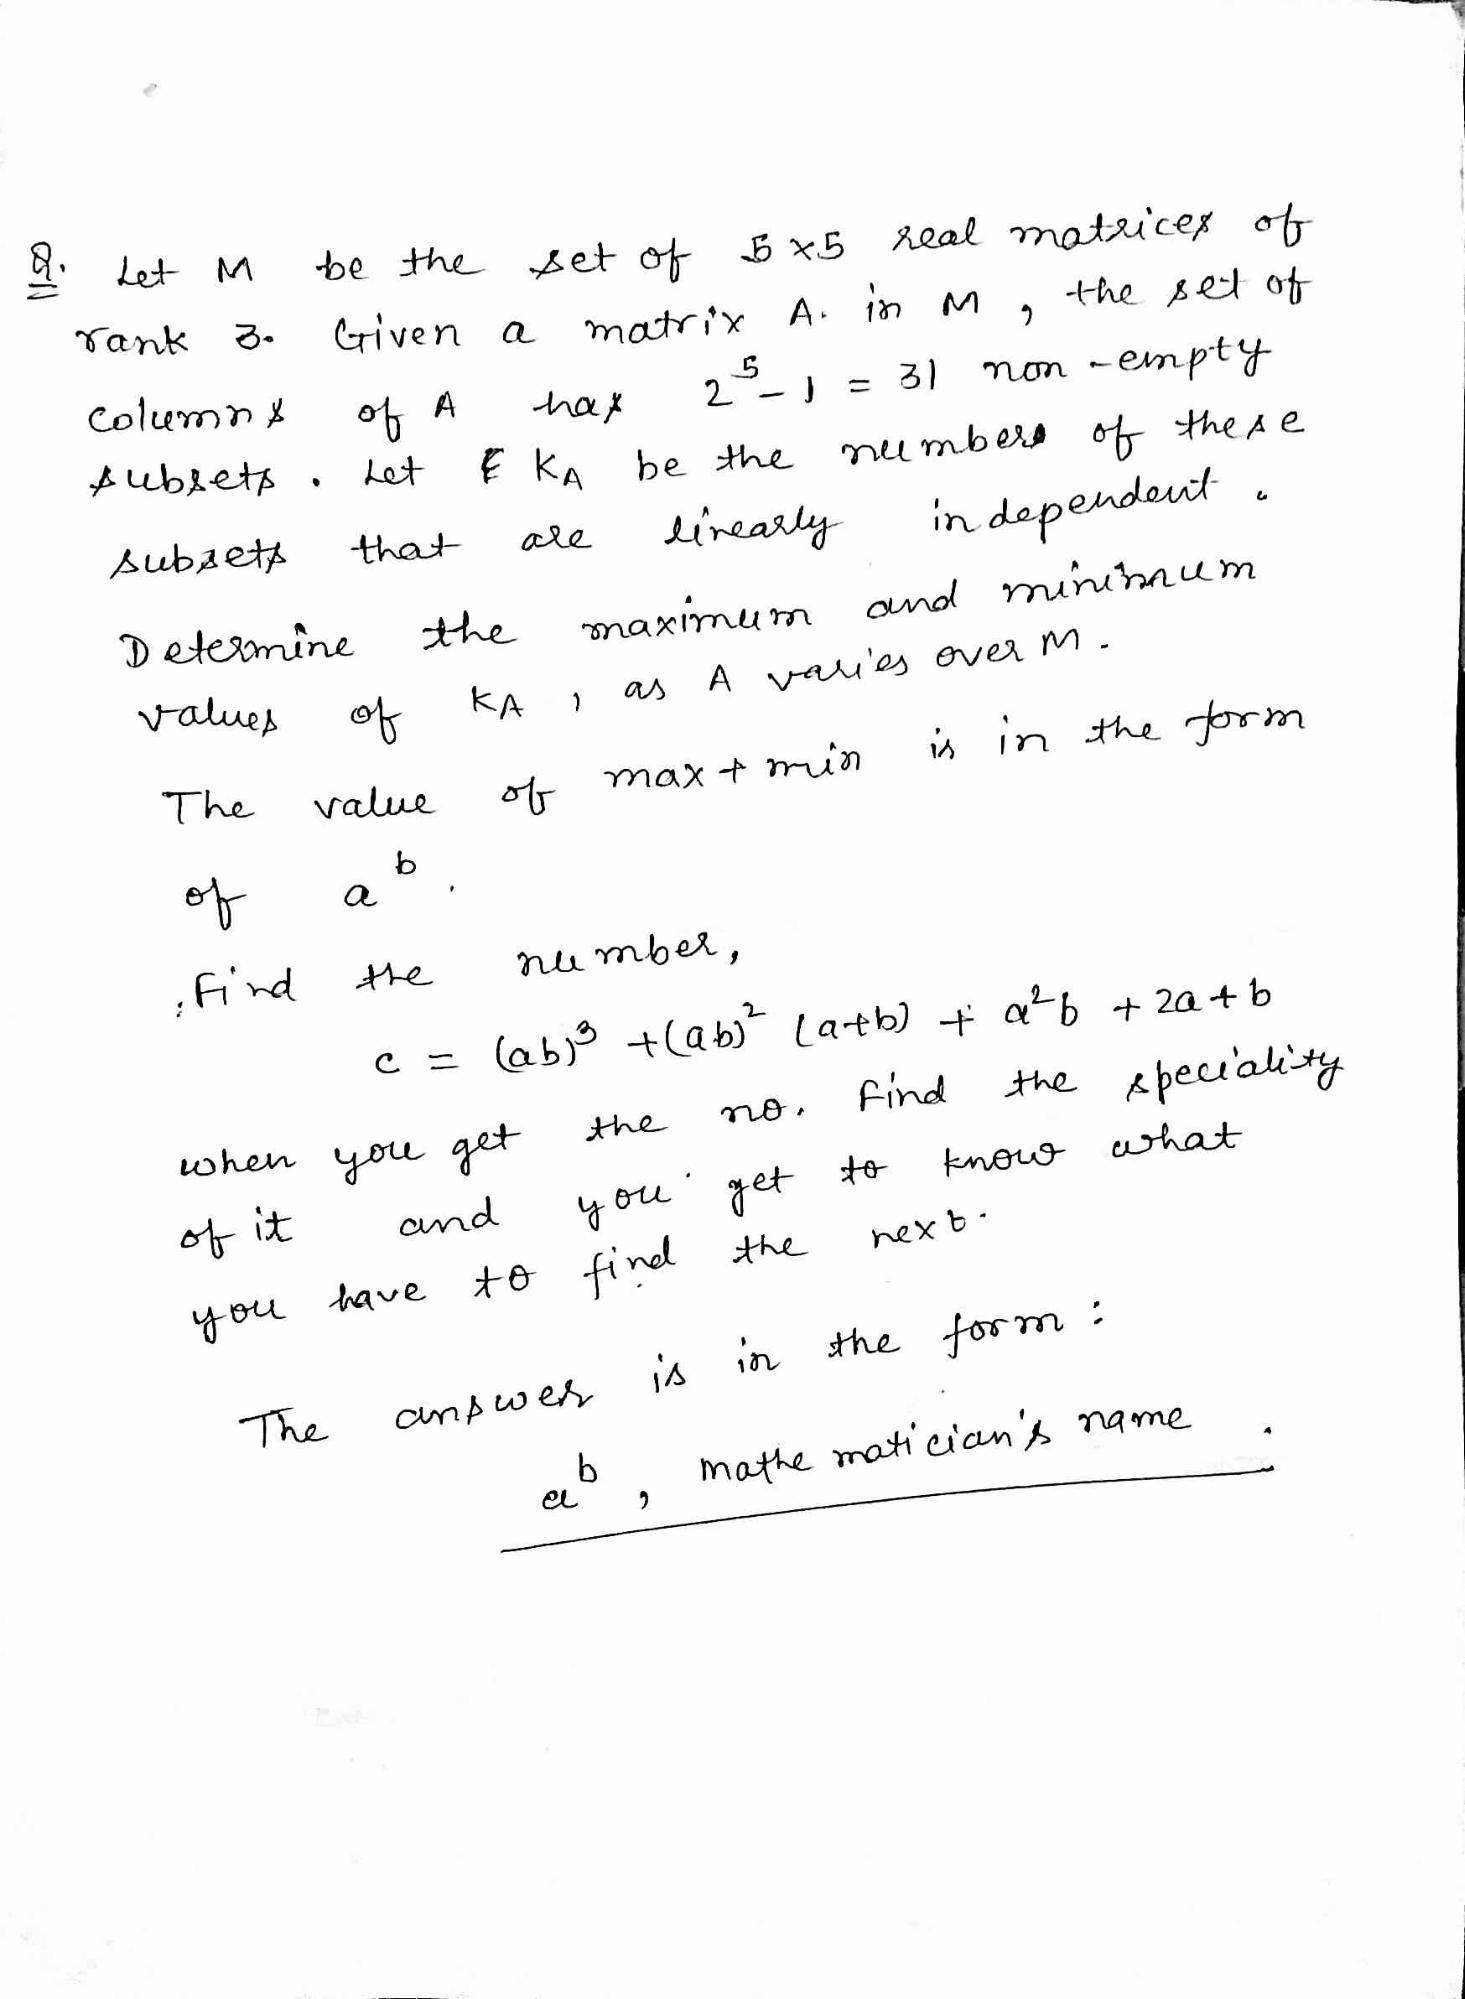 Q. Let M be the set of 5×5 real matrices of
rank 3. Given a matrix A. in M, the set of
columns of A has 2^5 - 1 = 31 non-empty
subsets. Let K_A be the numbers of these
subsets that are linearly independent.
Determine the maximum and minimum
values of K_A, as A varies over M.
The value of max + min is in the form
of a^b.
Find the number,
c = (ab)^3 + (ab)^2 (a+b) + a^2b + 2a + b
when you get the no. Find the speciality
of it and you get to know what
you have to find the next.
The answer is in the form:
a^b, mathematician's name.